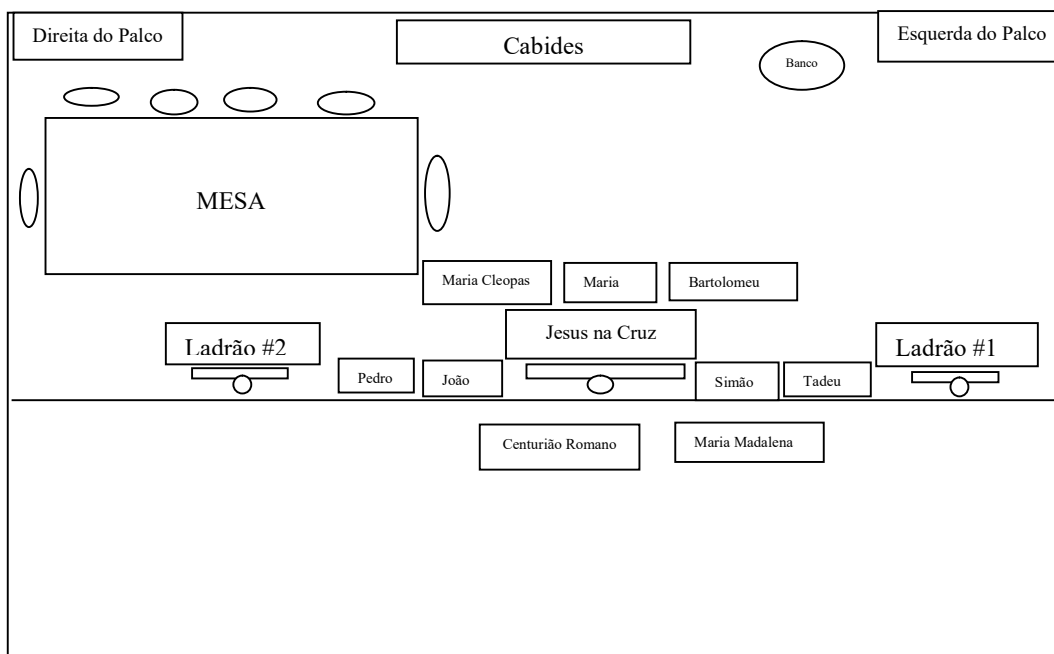 Direita do Palco
Cabides
Esquerda do Palco
Banco
MESA
Maria Cleopas
Maria
Bartolomeu
Jesus na Cruz
Ladrão #2
Ladrão #1
Pedro
João
Simão
Tadeu
Centurião Romano
Maria Madalena